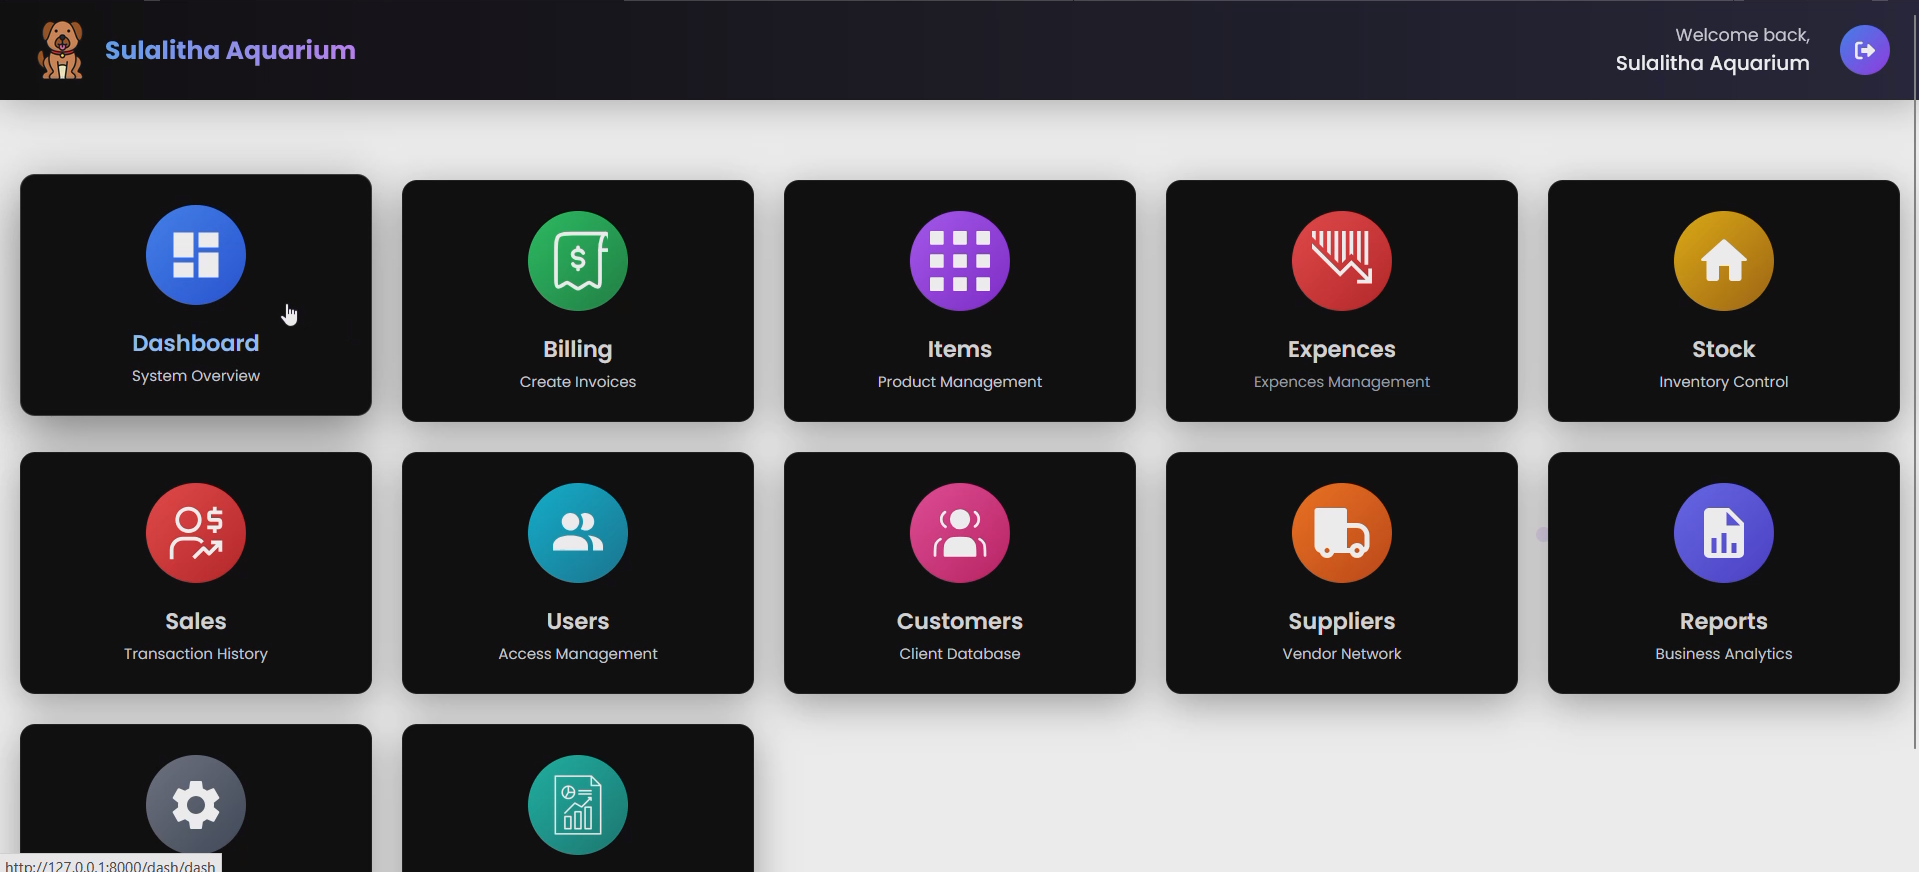 Sulalitha Aquarium
Welcome back,
Sulalitha Aquarium
Dashboard
System Overview
Billing
Create Invoices
Items
Product Management
Expences
Expences Management
Stock
Inventory Control
Sales
Transaction History
Users
Access Management
Customers
Client Database
Suppliers
Vendor Network
Reports
Business Analytics
http://127.0.0.1:8000/dash/dash